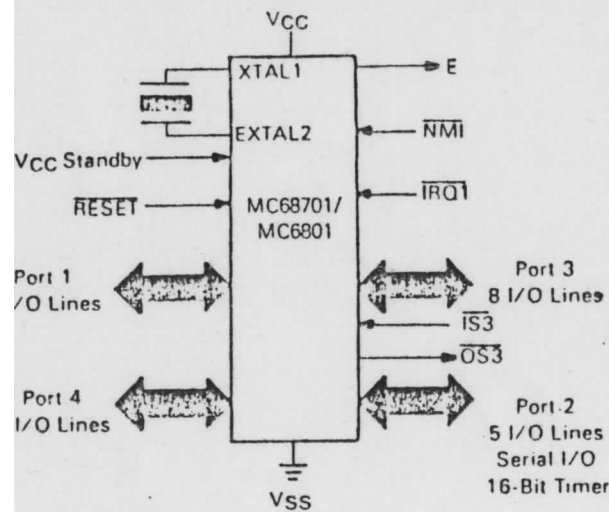 VCC
XTAL1
E
EXTAL2
NMI
VCC Standby
RESET
IRQ1
MC68701/
MC6801
Port 1
/O Lines
Port 3
8 I/O Lines
IS3
OS3
Port 4
I/O Lines
Port 2
5 I/O Lines
Serial I/O
16-Bit Timer
VSS